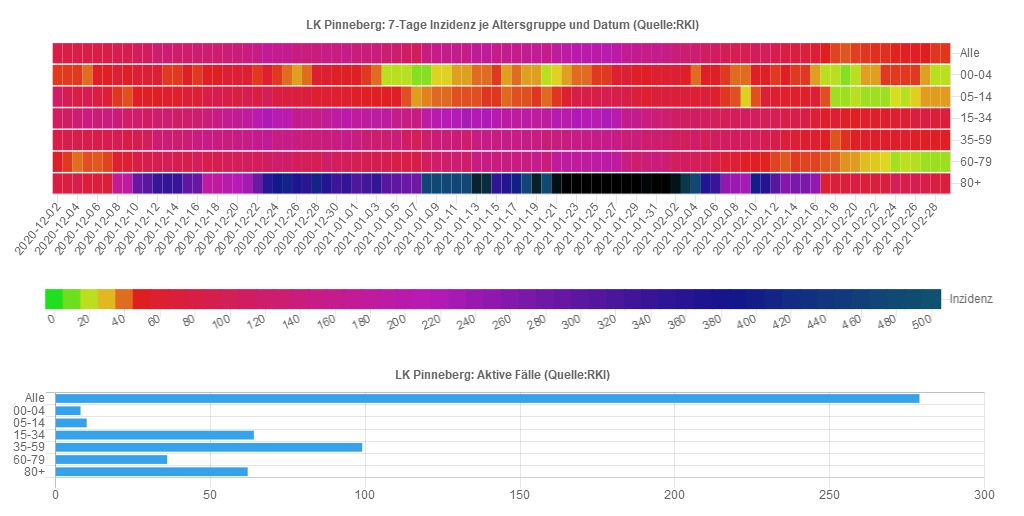 LK Pinneberg: 7-Tage Inzidenz je Altersgruppe und Datum (Quelle:RKI)
Alle
00-04
05-14
15-34
35-59
60-79
80+
2020-12-02 2020-12-04 2020-12-06 2020-12-08 2020-12-10 2020-12-12 2020-12-14 2020-12-16 2020-12-18 2020-12-20 2020-12-22 2020-12-24 2020-12-26 2020-12-28 2020-12-30 2021-01-01 2021-01-03 2021-01-05 2021-01-07 2021-01-09 2021-01-11 2021-01-13 2021-01-15 2021-01-17 2021-01-19 2021-01-21 2021-01-23 2021-01-25 2021-01-27 2021-01-29 2021-01-31 2021-02-02 2021-02-04 2021-02-06 2021-02-08 2021-02-10 2021-02-12 2021-02-14 2021-02-16 2021-02-18 2021-02-20 2021-02-22 2021-02-24 2021-02-26 2021-02-28
Inzidenz
0 20 40 60 80 100 120 140 160 180 200 220 240 260 280 300 320 340 360 380 400 420 440 460 480 500
LK Pinneberg: Aktive Fälle (Quelle:RKI)
Alle
00-04
05-14
15-34
35-59
60-79
80+
0 50 100 150 200 250 300